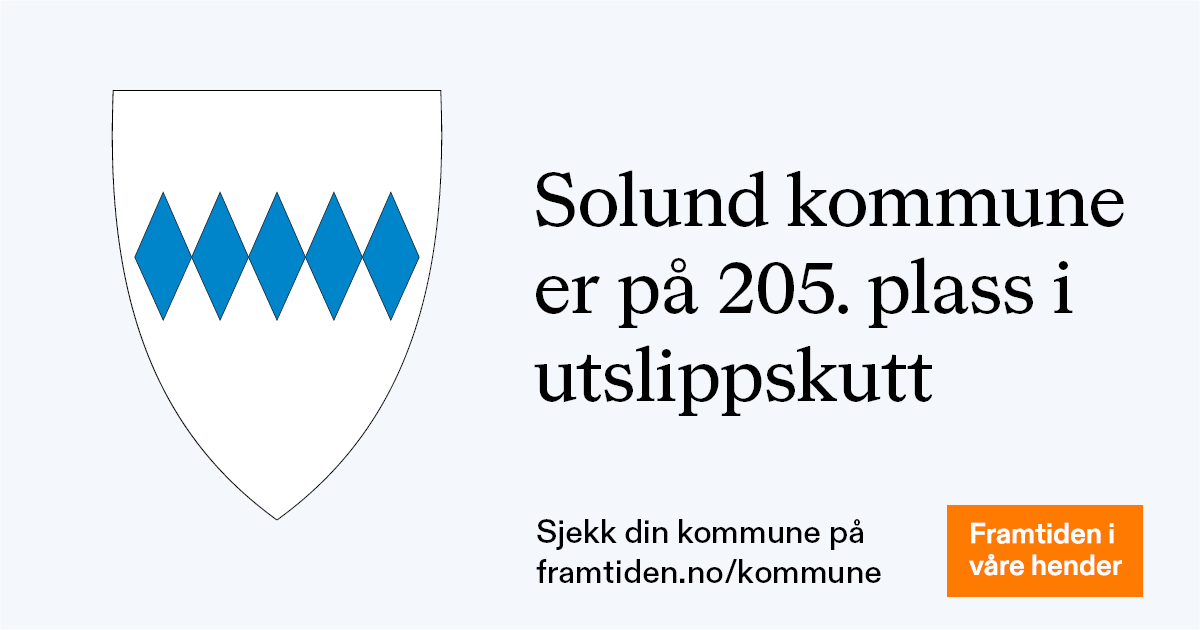 Solund kommune
er på 205. plass i
utslippskutt
Sjekk din kommune på
framtiden.no/kommune
Framtiden i
våre hender